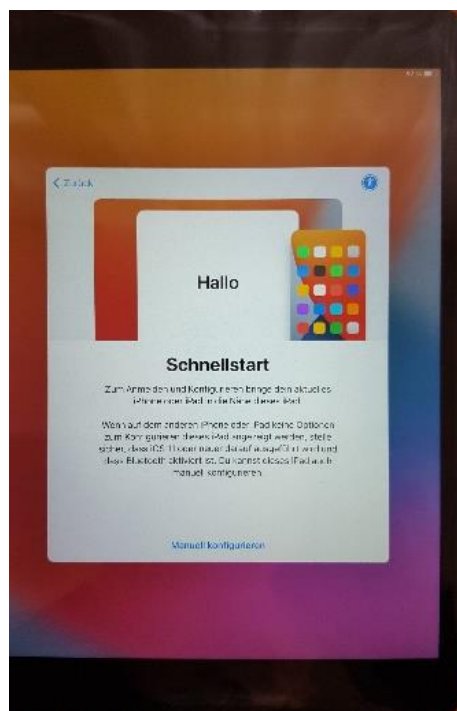 < Zurück
Hallo
Schnellstart
Zum Anmelden und Konfigurieren bringe dein aktuelles
iPhone oder iPad in die Nähe dieses iPad.
Wenn auf dem anderen iPhone oder iPad keine Optionen
zum Konfigurieren dieses iPad angezeigt werden, stelle
sicher, dass iOS 11 oder neuer darauf ausgeführt wird und
dass Bluetooth aktiviert ist. Du kannst dieses iPad auch
manuell konfigurieren.
Manuell konfigurieren